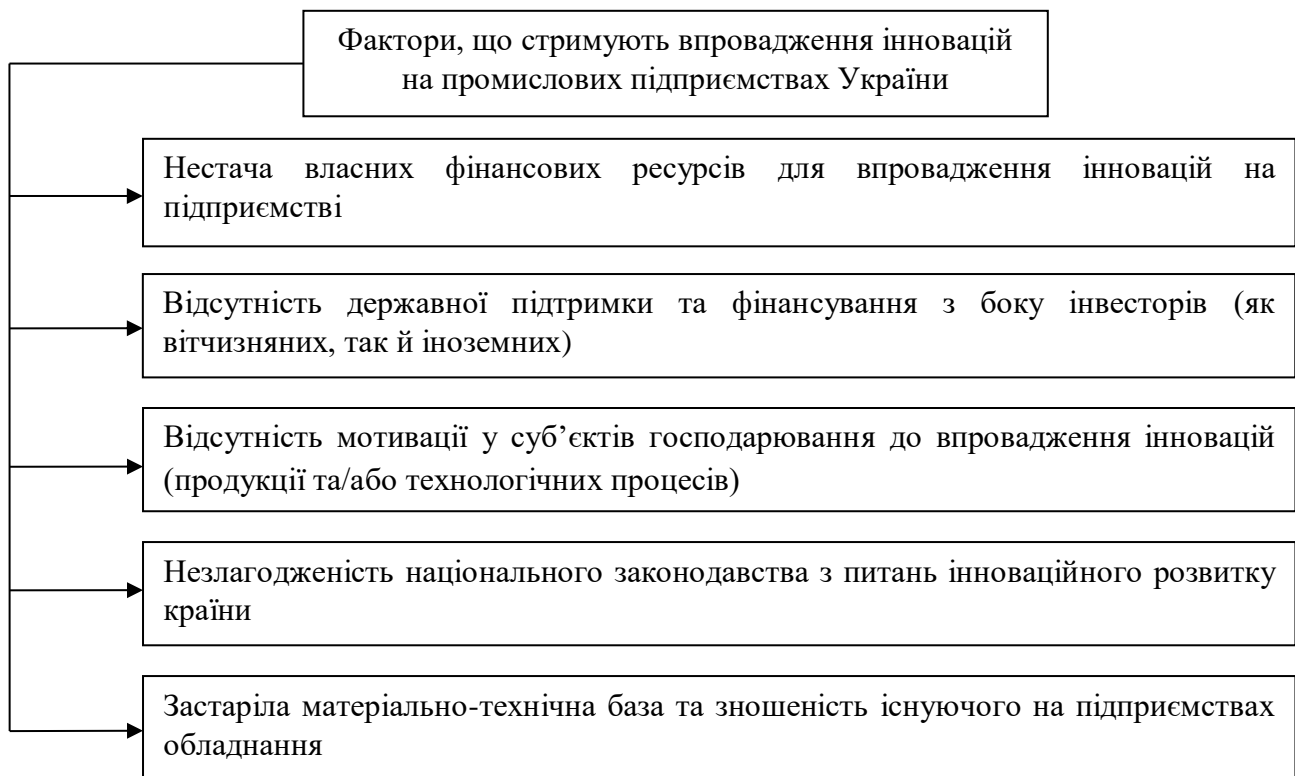 Фактори, що стримують впровадження інновацій
на промислових підприємствах України
Нестача власних фінансових ресурсів для впровадження інновацій на
підприємстві
Відсутність державної підтримки та фінансування з боку інвесторів (як
вітчизняних, так й іноземних)
Відсутність мотивації у суб’єктів господарювання до впровадження інновацій
(продукції та/або технологічних процесів)
Незлагодженість національного законодавства з питань інноваційного розвитку
країни
Застаріла матеріально-технічна база та зношеність існуючого на підприємствах
обладнання